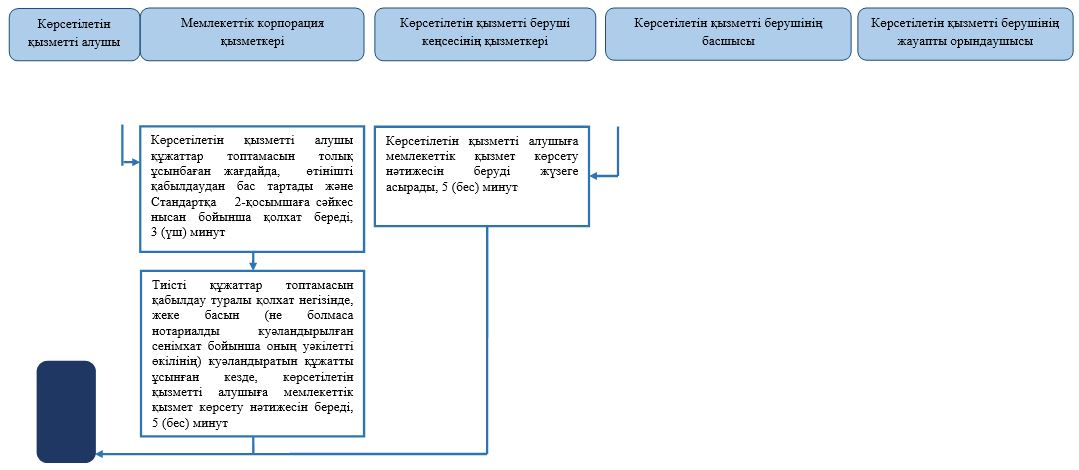 Көрсетілетін
қызметті алушы
Мемлекеттік корпорация
қызметкері
Көрсетілетін қызметті беруші
кеңсесінің қызметкері
Көрсетілетін қызметті берушінің
басшысы
Көрсетілетін қызметті берушінің
жауапты орындаушысы
Көрсетілетін қызметті алушы
құжаттар топтамасын толық
ұсынбаған жағдайда, өтінішті
қабылдаудан бас тартады және
Стандартқа 2-қосымшаға сәйкес
нысан бойынша қолхат береді,
3 (үш) минут
Көрсетілетін қызметті алушыға
мемлекеттік қызмет көрсету
нәтижесін беруді жүзеге
асырады, 5 (бес) минут
Тиісті құжаттар топтамасын
қабылдау туралы қолхат негізінде,
жеке басын (не болмаса
нотариалды куәландырылған
сенімхат бойынша оның уәкілетті
өкілінің) куәландыратын құжатты
ұсынған кезде, көрсетілетін
қызметті алушыға мемлекеттік
қызмет көрсету нәтижесін береді,
5 (бес) минут